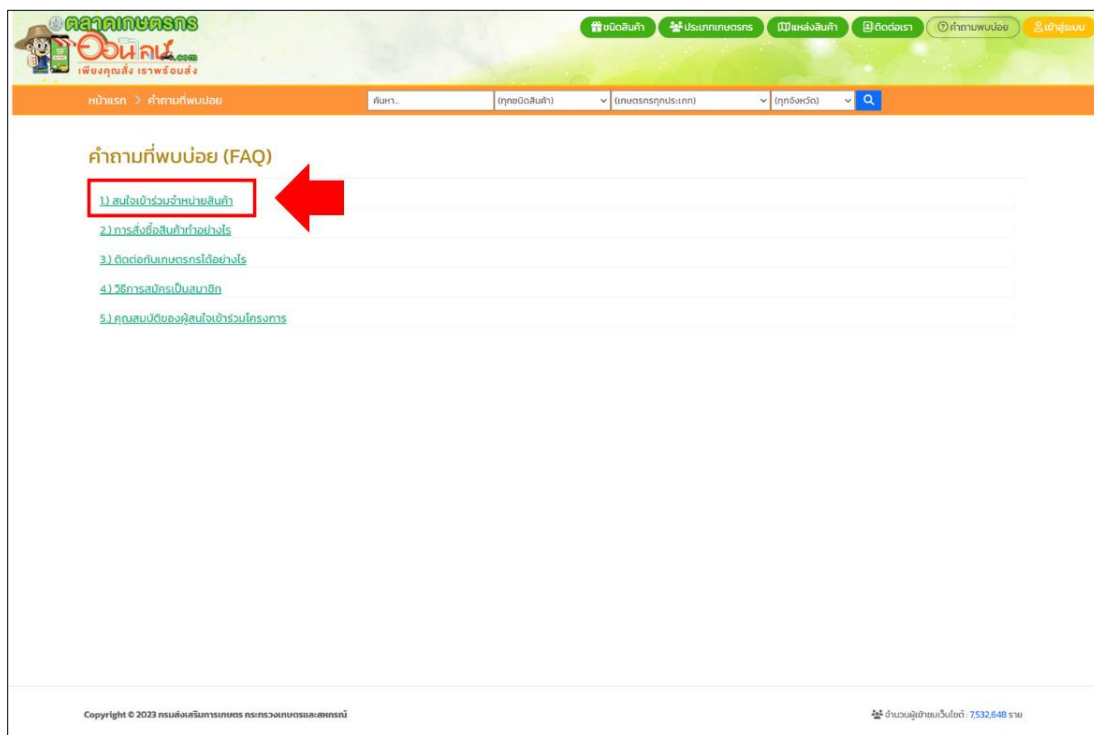 ตลาดเกษตรกร
ออนไลน์.com
เพียงคุณสั่ง เราพร้อมส่ง
ชนิดสินค้า
ประเภทเกษตรกร
แหล่งสินค้า
ติดต่อเรา
คำถามพบบ่อย
เข้าสู่ระบบ
หน้าแรก > คำถามที่พบบ่อย
ค้นหา..
(ทุกชนิดสินค้า)
(เกษตรกรทุกประเภท)
(ทุกจังหวัด)
คำถามที่พบบ่อย (FAQ)
1.) สนใจเข้าร่วมจำหน่ายสินค้า
2.) การสั่งซื้อสินค้าทำอย่างไร
3.) ติดต่อกับเกษตรกรได้อย่างไร
4.) วิธีการสมัครเป็นสมาชิก
5.) คุณสมบัติของผู้สนใจเข้าร่วมโครงการ
Copyright © 2023 กรมส่งเสริมการเกษตร กระทรวงเกษตรและสหกรณ์
จำนวนผู้เข้าชมเว็บไซต์ : 7,532,648 ราย